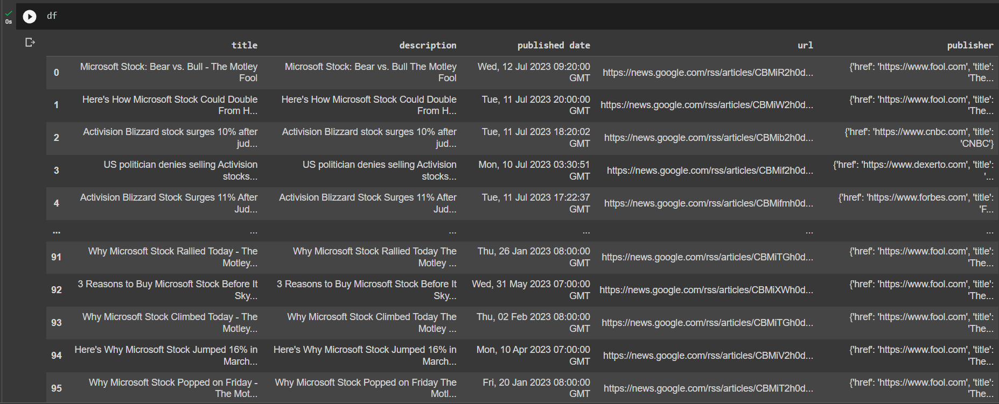 df
0s
title description published date url publisher
0 Microsoft Stock: Bear vs. Bull - The Motley Fool Microsoft Stock: Bear vs. Bull The Motley Fool Wed, 12 Jul 2023 09:20:00 GMT https://news.google.com/rss/articles/CBMiR2h0d... {'href': 'https://www.fool.com', 'title': 'The...
1 Here's How Microsoft Stock Could Double From H... Here's How Microsoft Stock Could Double From H... Tue, 11 Jul 2023 20:00:00 GMT https://news.google.com/rss/articles/CBMiW2h0d... {'href': 'https://www.fool.com', 'title': 'The...
2 Activision Blizzard stock surges 10% after jud... Activision Blizzard stock surges 10% after jud... Tue, 11 Jul 2023 18:20:02 GMT https://news.google.com/rss/articles/CBMib2h0d... {'href': 'https://www.cnbc.com', 'title': 'CNBC'}
3 US politician denies selling Activision stocks... US politician denies selling Activision stocks... Mon, 10 Jul 2023 03:30:51 GMT https://news.google.com/rss/articles/CBMif2h0d... {'href': 'https://www.dexerto.com', 'title': '...
4 Activision Blizzard Stock Surges 11% After Jud... Activision Blizzard Stock Surges 11% After Jud... Tue, 11 Jul 2023 17:22:37 GMT https://news.google.com/rss/articles/CBMifmh0d... {'href': 'https://www.forbes.com', 'title': 'F...
... ... ... ... ... ...
91 Why Microsoft Stock Rallied Today - The Motley... Why Microsoft Stock Rallied Today The Motley ... Thu, 26 Jan 2023 08:00:00 GMT https://news.google.com/rss/articles/CBMiTGh0d... {'href': 'https://www.fool.com', 'title': 'The...
92 3 Reasons to Buy Microsoft Stock Before It Sky... 3 Reasons to Buy Microsoft Stock Before It Sky... Wed, 31 May 2023 07:00:00 GMT https://news.google.com/rss/articles/CBMiXWh0d... {'href': 'https://www.fool.com', 'title': 'The...
93 Why Microsoft Stock Climbed Today - The Motley... Why Microsoft Stock Climbed Today The Motley ... Thu, 02 Feb 2023 08:00:00 GMT https://news.google.com/rss/articles/CBMiTGh0d... {'href': 'https://www.fool.com', 'title': 'The...
94 Here's Why Microsoft Stock Jumped 16% in March... Here's Why Microsoft Stock Jumped 16% in March... Mon, 10 Apr 2023 07:00:00 GMT https://news.google.com/rss/articles/CBMiV2h0d... {'href': 'https://www.fool.com', 'title': 'The...
95 Why Microsoft Stock Popped on Friday - The Mot... Why Microsoft Stock Popped on Friday The Motl... Fri, 20 Jan 2023 08:00:00 GMT https://news.google.com/rss/articles/CBMiT2h0d... {'href': 'https://www.fool.com', 'title': 'The...